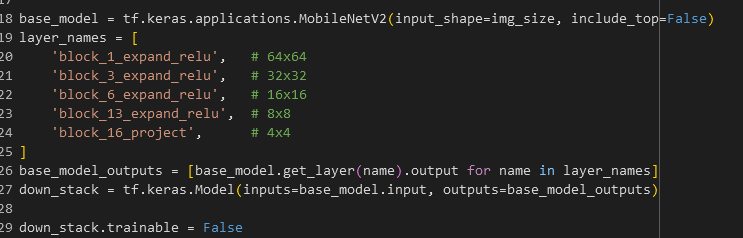 17
18 base_model = tf.keras.applications.MobileNetV2(input_shape=img_size, include_top=False)
19 layer_names = [
20     'block_1_expand_relu',   # 64x64
21     'block_3_expand_relu',   # 32x32
22     'block_6_expand_relu',   # 16x16
23     'block_13_expand_relu',  # 8x8
24     'block_16_project',      # 4x4
25 ]
26 base_model_outputs = [base_model.get_layer(name).output for name in layer_names]
27 down_stack = tf.keras.Model(inputs=base_model.input, outputs=base_model_outputs)
28
29 down_stack.trainable = False